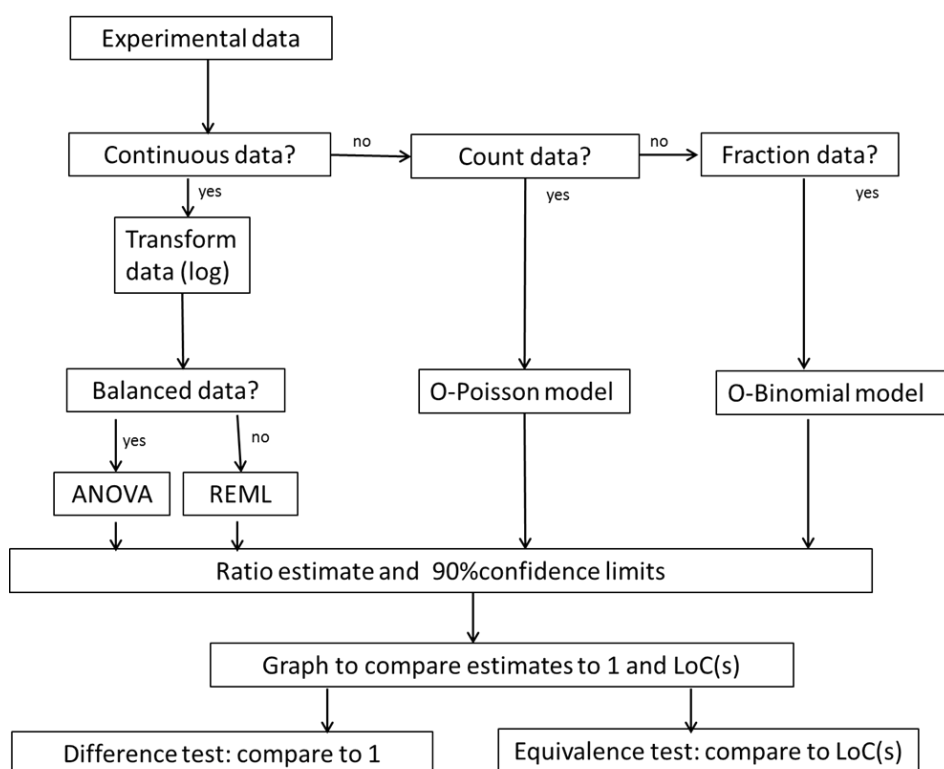 Experimental data
Continuous data?
no
Count data?
no
Fraction data?
yes
yes
yes
Transform
data (log)
Balanced data?
O-Poisson model
O-Binomial model
yes
no
ANOVA
REML
Ratio estimate and  90%confidence limits
Graph to compare estimates to 1 and LoC(s)
Difference test: compare to 1
Equivalence test: compare to LoC(s)